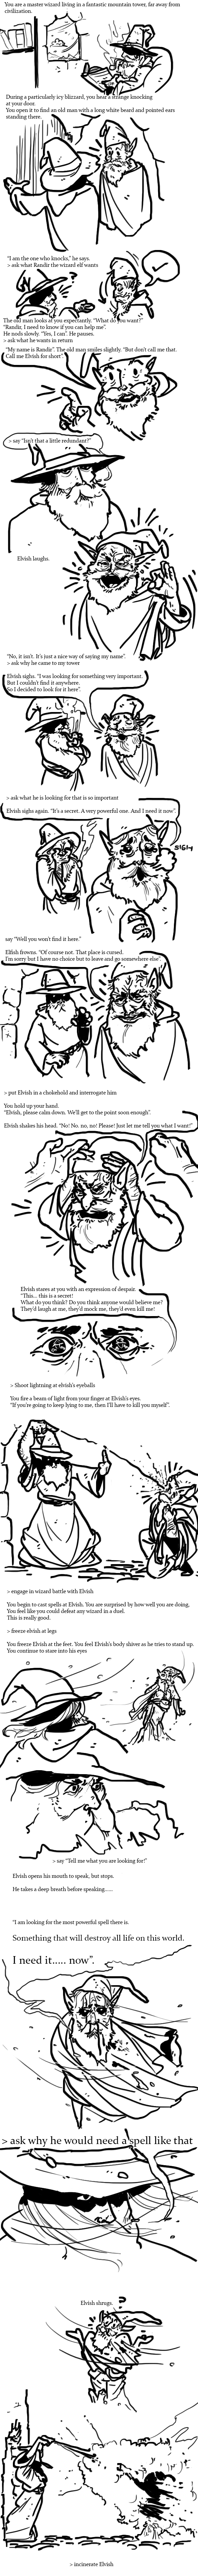 You are a master wizard living in a fantastic mountain tower, far away from
civilization.
During a particularly icy blizzard, you hear a strange knocking
at your door.
You open it to find an old man with a long white beard and pointed ears
standing there.
"I am the one who knocks," he says.
> ask what Randir the wizard elf wants
The old man looks at you expectantly. "What do you want?"
"Randir, I need to know if you can help me".
He nods slowly. "Yes, I can". He pauses.
> ask what he wants in return
"My name is Randir". The old man smiles slightly. "But don't call me that.
Call me Elvish for short".
> say "Isn't that a little redundant?"
Elvish laughs.
"No, it isn't. It's just a nice way of saying my name".
> ask why he came to my tower
Elvish sighs. "I was looking for something very important.
But I couldn't find it anywhere.
So I decided to look for it here".
> ask what he is looking for that is so important
Elvish sighs again. "It's a secret. A very powerful one. And I need it now".
SIGH
say "Well you won't find it here."
Elfish frowns. "Of course not. That place is cursed.
I'm sorry but I have no choice but to leave and go somewhere else".
> put Elvish in a chokehold and interrogate him
You hold up your hand.
"Elvish, please calm down. We'll get to the point soon enough".
Elvish shakes his head. "No! No. no, no! Please! Just let me tell you what I want!"
Elvish stares at you with an expression of despair.
"This... this is a secret!
What do you think? Do you think anyone would believe me?
They'd laugh at me, they'd mock me, they'd even kill me!
> Shoot lightning at elvish's eyeballs
You fire a beam of light from your finger at Elvish's eyes.
"If you're going to keep lying to me, then I'll have to kill you myself".
> engage in wizard battle with Elvish
You begin to cast spells at Elvish. You are surprised by how well you are doing,
You feel like you could defeat any wizard in a duel.
This is really good.
> freeze elvish at legs
You freeze Elvish at the feet. You feel Elvish's body shiver as he tries to stand up.
You continue to stare into his eyes
> say "Tell me what you are looking for!"
Elvish opens his mouth to speak, but stops.
He takes a deep breath before speaking......
"I am looking for the most powerful spell there is.
Something that will destroy all life on this world.
I need it..... now".
> ask why he would need a spell like that
Elvish shrugs.
?
> incinerate Elvish